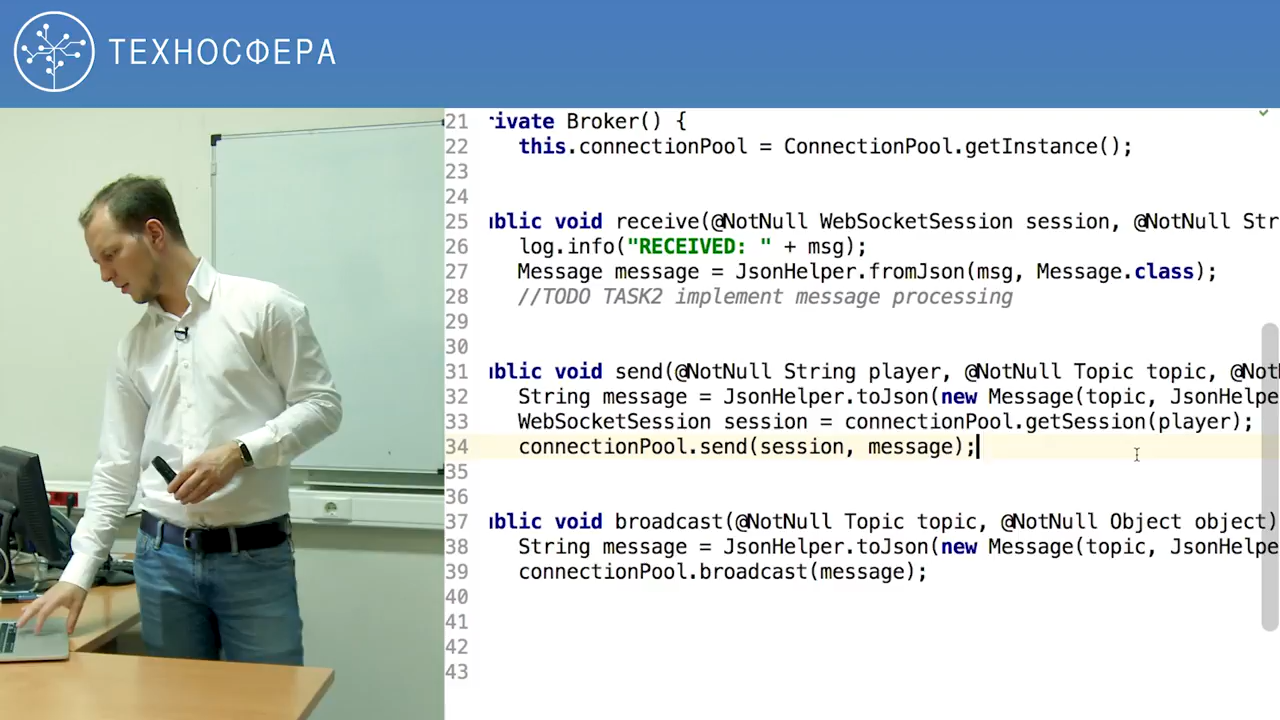 ТЕХНОСФЕРА
21 rivate Broker() {
22 this.connectionPool = ConnectionPool.getInstance();
23
24
25 ublic void receive(@NotNull WebSocketSession session, @NotNull Str
26 log.info("RECEIVED: " + msg);
27 Message message = JsonHelper.fromJson(msg, Message.class);
28 //TODO TASK2 implement message processing
29
30
31 ublic void send(@NotNull String player, @NotNull Topic topic, @NotN
32 String message = JsonHelper.toJson(new Message(topic, JsonHelpe
33 WebSocketSession session = connectionPool.getSession(player);
34 connectionPool.send(session, message);
35
36
37 ublic void broadcast(@NotNull Topic topic, @NotNull Object object)
38 String message = JsonHelper.toJson(new Message(topic, JsonHelpe
39 connectionPool.broadcast(message);
40
41
42
43